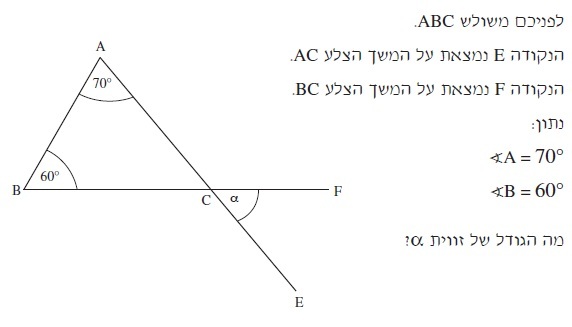 לפניכם משולש ABC.
הנקודה E נמצאת על המשך הצלע AC.
הנקודה F נמצאת על המשך הצלע BC.
נתון:
∢A = 70°
∢B = 60°
מה הגודל של זווית α?
A
70°
60°
B
C
α
F
E